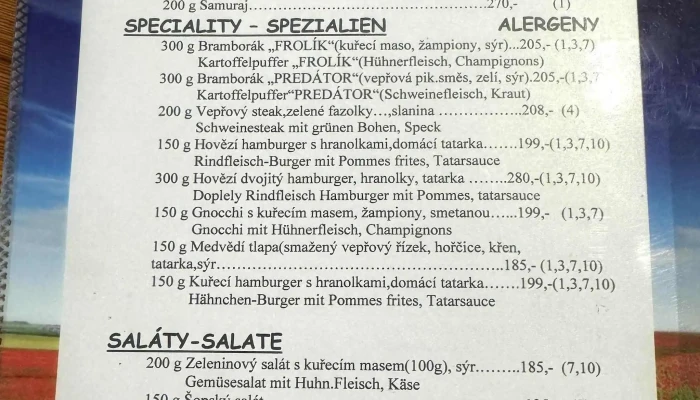 200 g Samuraj.......................................270,- (1)
SPECIALITY – SPEZIALIEN ALERGENY
300 g Bramborák „FROLÍK“(kuřecí maso, žampiony, sýr)...205,- (1,3,7)
Kartoffelpuffer „FROLÍK“(Hühnerfleisch, Champignons)
300 g Bramborák „PREDÁTOR“(vepřová pik.směs, zelí, sýr).205,-(1,3,7
Kartoffelpuffer“PREDÁTOR“(Schweinefleisch, Kraut)
200 g Vepřový steak,zelené fazolky…,slanina ………………208,- (4)
Schweinesteak mit grünen Bohen, Speck
150 g Hovězí hamburger s hranolkami,domácí tatarka…….199,-(1,3,7,10)
Rindfleisch-Burger mit Pommes frites, Tatarsauce
300 g Hovězí dvojitý hamburger, hranolky, tatarka ……..280,-(1,3,7,10)
Doplely Rindfleisch Hamburger mit Pommes, tatarsauce
150 g Gnocchi s kuřecím masem, žampiony, smetanou…...199,- (1,3,7)
Gnocchi mit Hühnerfleisch, Champignons
150 g Medvědí tlapa(smažený vepřový řízek, hořčice, křen,
tatarka,sýr……………………………………………….185,- (1,3,7,10)
150 g Kuřecí hamburger s hranolkami,domácí tatarka…….199,-(1,3,7,10)
Hähnchen-Burger mit Pommes frites, Tatarsauce
SALÁTY-SALATE
200 g Zeleninový salát s kuřecím masem(100g), sýr……...185,- (7,10)
Gemüsesalat mit Huhn.Fleisch, Käse
150 g Šopský salát